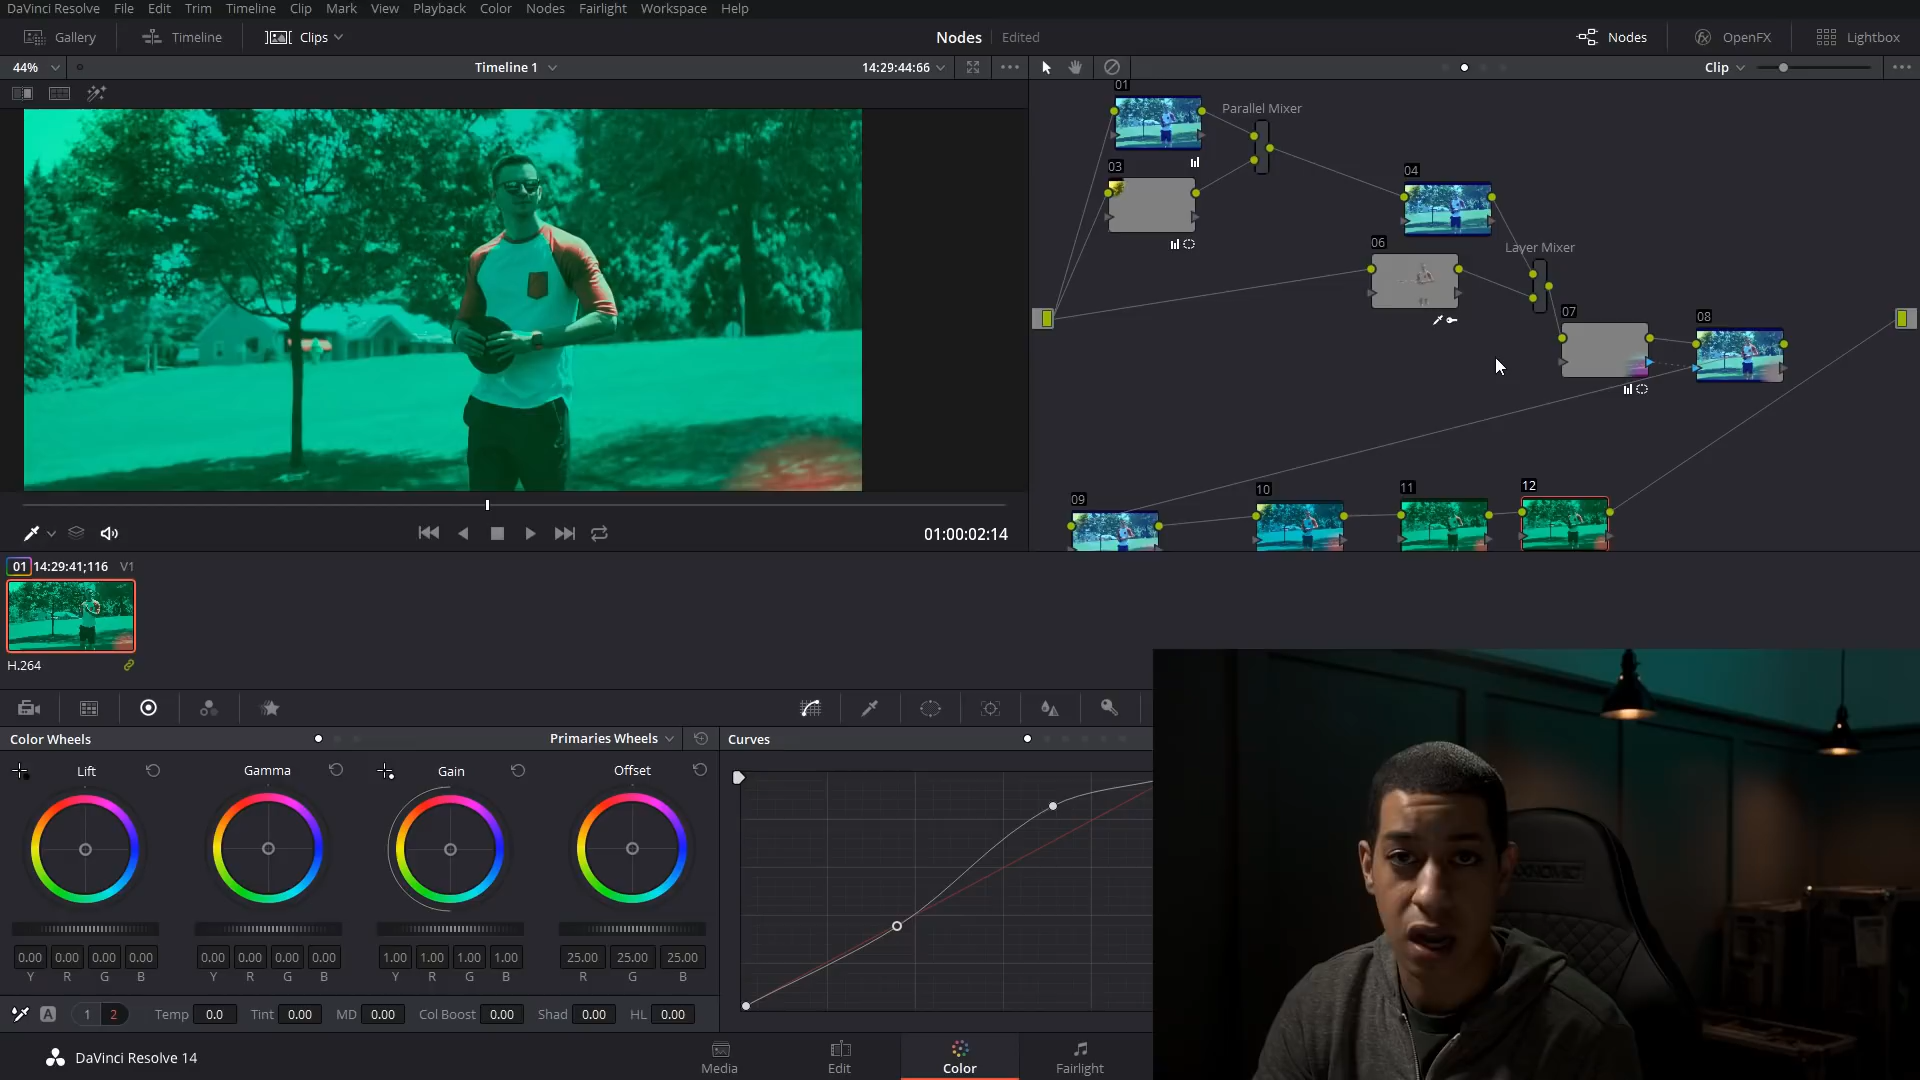 DaVinci Resolve File Edit Trim Timeline Clip Mark View Playback Color Nodes Fairlight Workspace Help
Gallery Timeline Clips Nodes Edited Nodes OpenFX Lightbox
44% Timeline 1 14:29:44:66 Clip
01
Parallel Mixer
03
04
06
Layer Mixer
07
08
09
10
11
12
01:00:02:14
01 14:29:41;116 V1
H.264
Color Wheels Primaries Wheels Curves
Lift Gamma Gain Offset
0.00 0.00 0.00 0.00 0.00 0.00 0.00 0.00 1.00 1.00 1.00 1.00 25.00 25.00 25.00
Y R G B Y R G B Y R G B R G B
A 1 2 Temp 0.0 Tint 0.00 MD 0.00 Col Boost 0.00 Shad 0.00 HL 0.00
DaVinci Resolve 14 Media Edit Color Fairlight